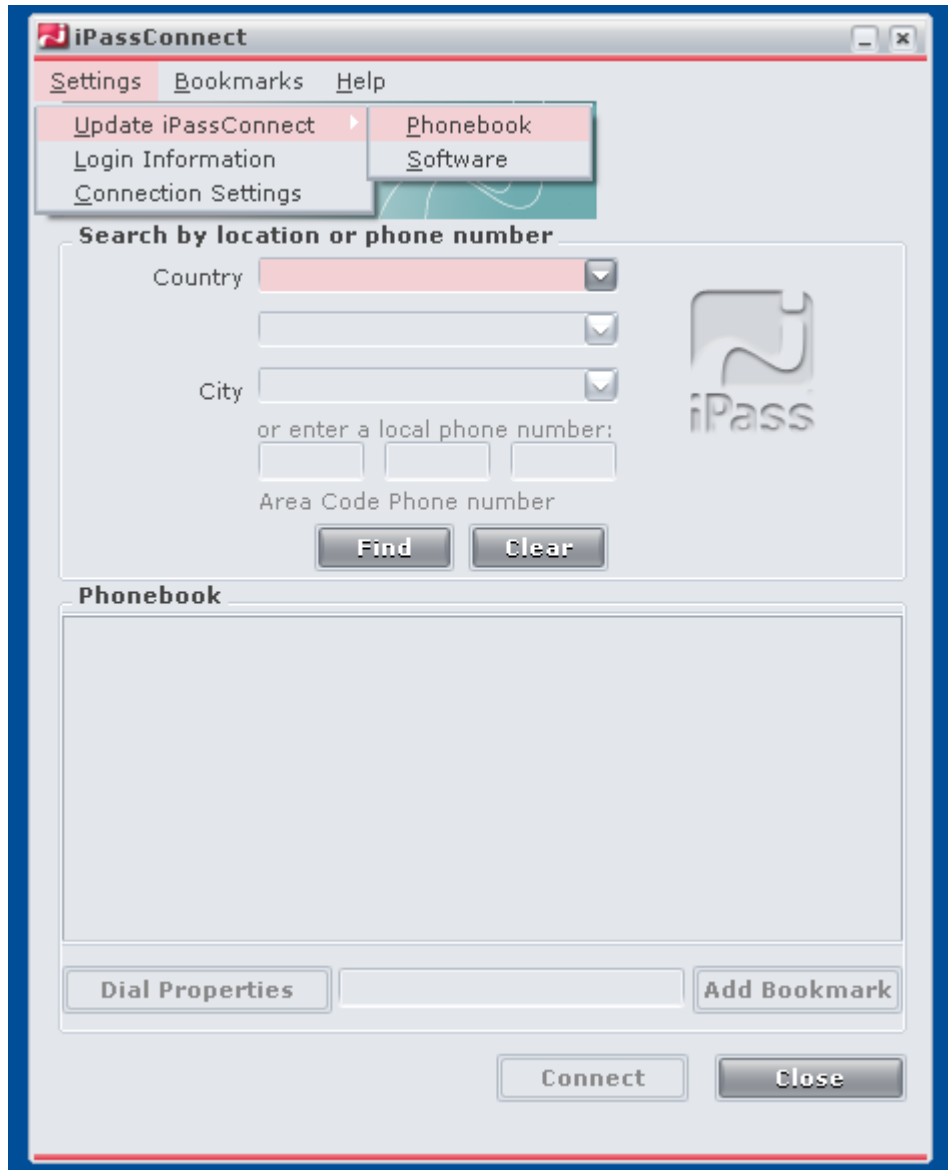 iPassConnect
Settings Bookmarks Help
Update iPassConnect Phonebook
Login Information Software
Connection Settings
Search by location or phone number
Country
City
iPass
or enter a local phone number:
Area Code Phone number
Find Clear
Phonebook
Dial Properties Add Bookmark
Connect Close